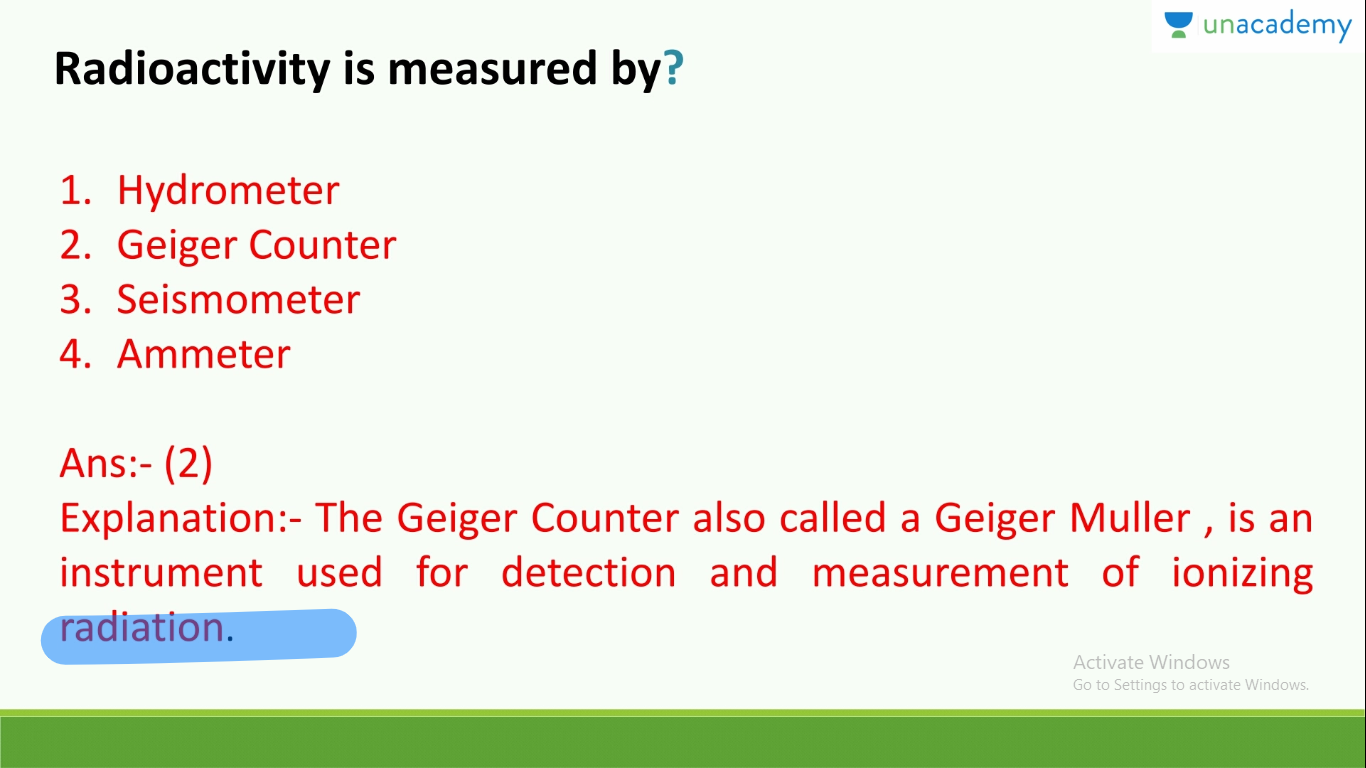 unacademy
Radioactivity is measured by?
1. Hydrometer
2. Geiger Counter
3. Seismometer
4. Ammeter
Ans:- (2)
Explanation:- The Geiger Counter also called a Geiger Muller , is an
instrument used for detection and measurement of ionizing
radiation.
Activate Windows
Go to Settings to activate Windows.